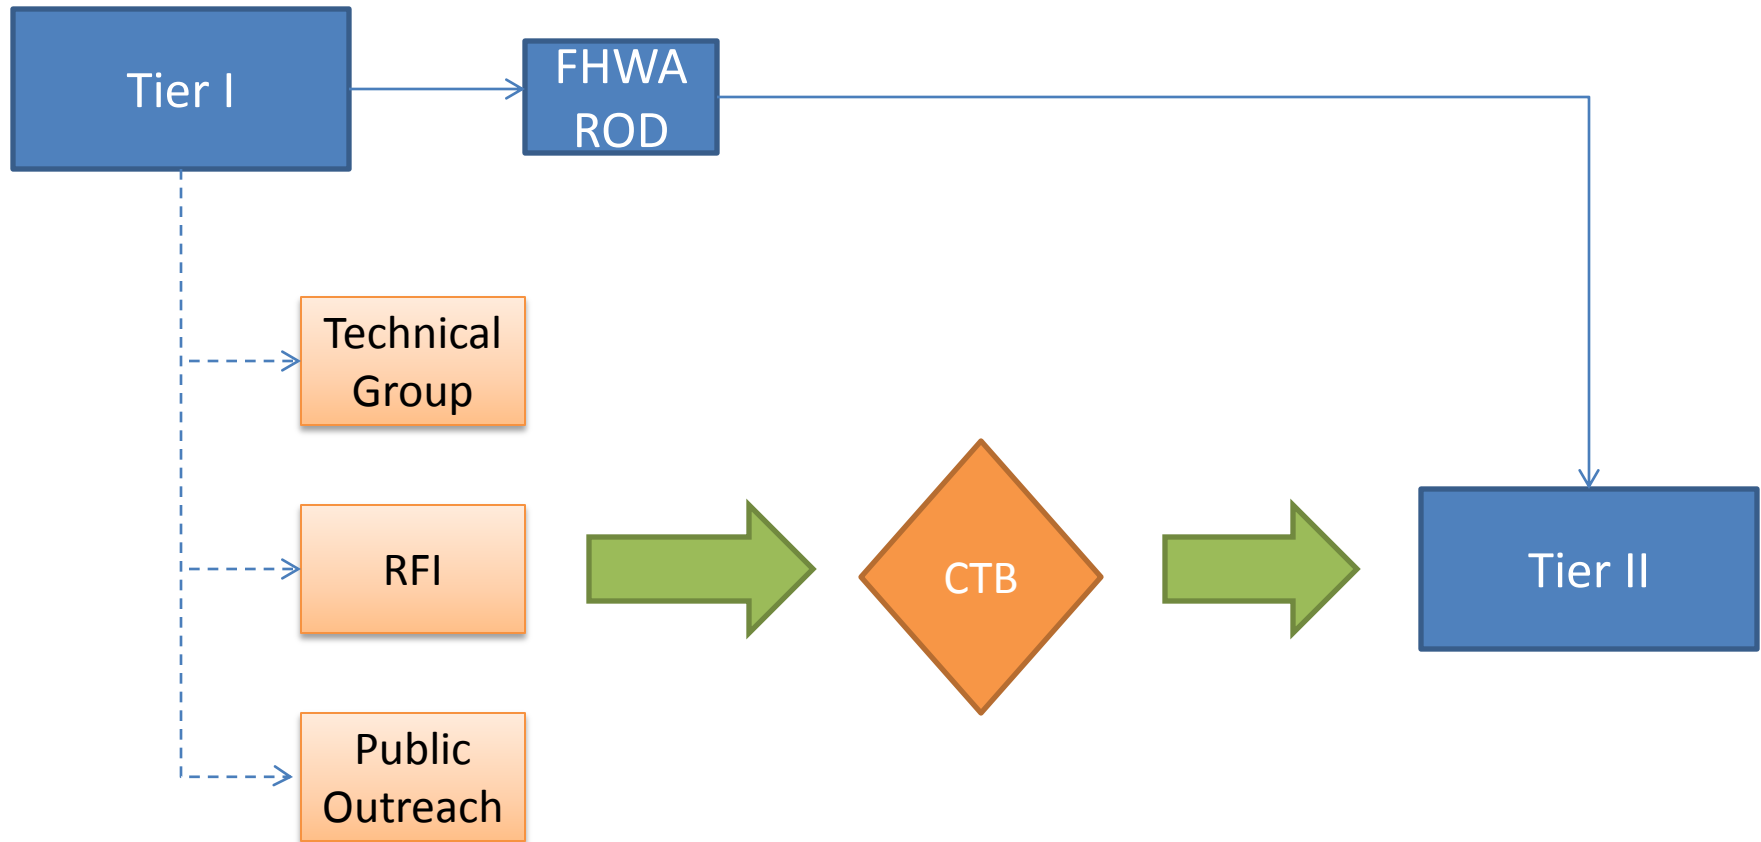 Tier I
FHWA
ROD
Technical
Group
RFI
CTB
Tier II
Public
Outreach